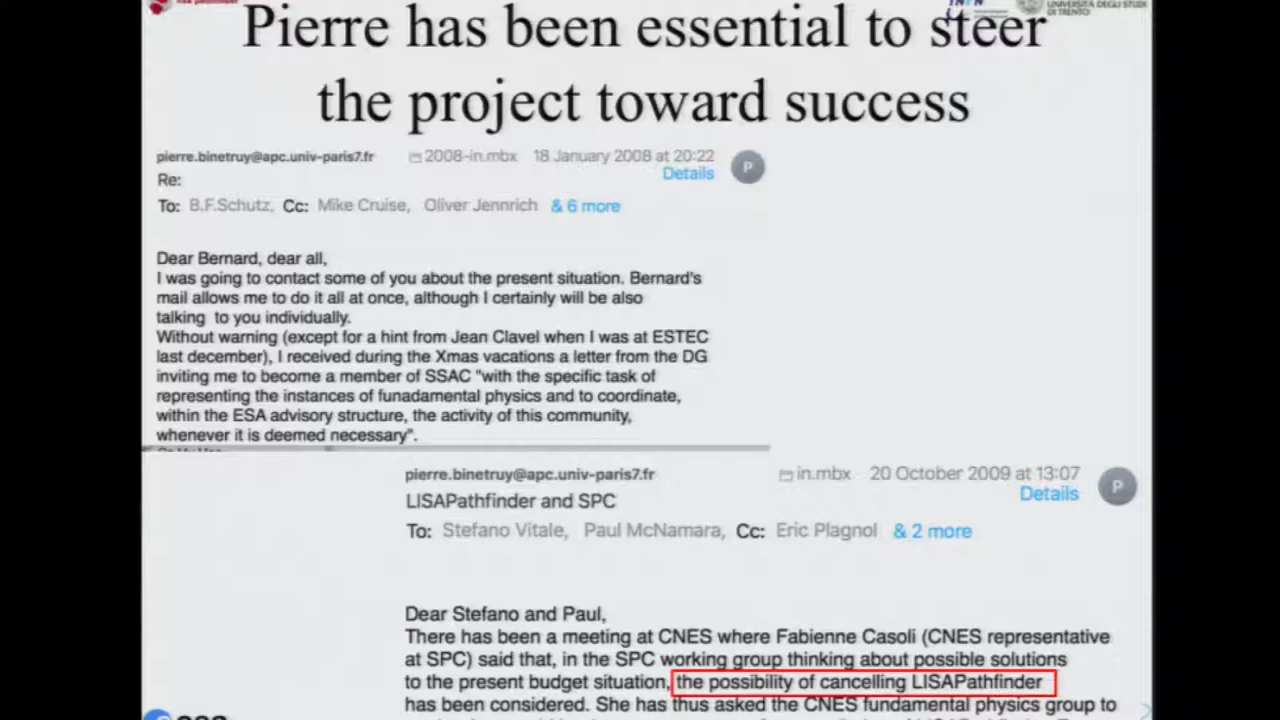 UNIVERSITÀ DEGLI STUDI
DI TRENTO
Pierre has been essential to steer
the project toward success
pierre.binetruy@apc.univ-paris7.fr 2008-in.mbx 18 January 2008 at 20:22 P
Details
Re:
To: B.F.Schutz, Cc: Mike Cruise, Oliver Jennrich & 6 more
Dear Bernard, dear all,
I was going to contact some of you about the present situation. Bernard's
mail allows me to do it all at once, although I certainly will be also
talking to you individually.
Without warning (except for a hint from Jean Clavel when I was at ESTEC
last december), I received during the Xmas vacations a letter from the DG
inviting me to become a member of SSAC "with the specific task of
representing the instances of funadamental physics and to coordinate,
within the ESA advisory structure, the activity of this community,
whenever it is deemed necessary".
pierre.binetruy@apc.univ-paris7.fr in.mbx 20 October 2009 at 13:07 P
Details
LISAPathfinder and SPC
To: Stefano Vitale, Paul McNamara, Cc: Eric Plagnol & 2 more
Dear Stefano and Paul,
There has been a meeting at CNES where Fabienne Casoli (CNES representative
at SPC) said that, in the SPC working group thinking about possible solutions
to the present budget situation, the possibility of cancelling LISAPathfinder
has been considered. She has thus asked the CNES fundamental physics group to